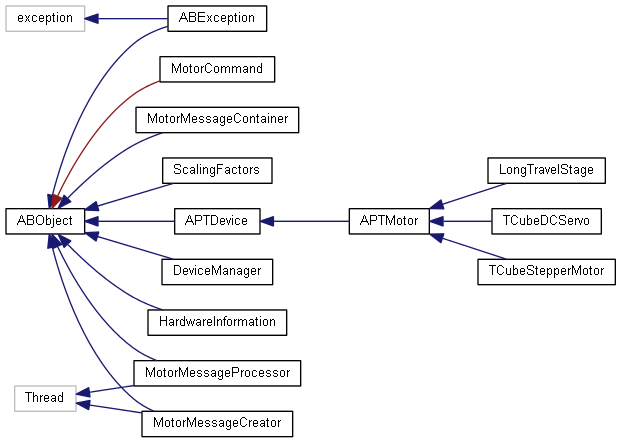 exception
ABException
MotorCommand
MotorMessageContainer
ScalingFactors
LongTravelStage
ABObject
APTDevice
APTMotor
TCubeDCServo
DeviceManager
TCubeStepperMotor
HardwareInformation
MotorMessageProcessor
Thread
MotorMessageCreator